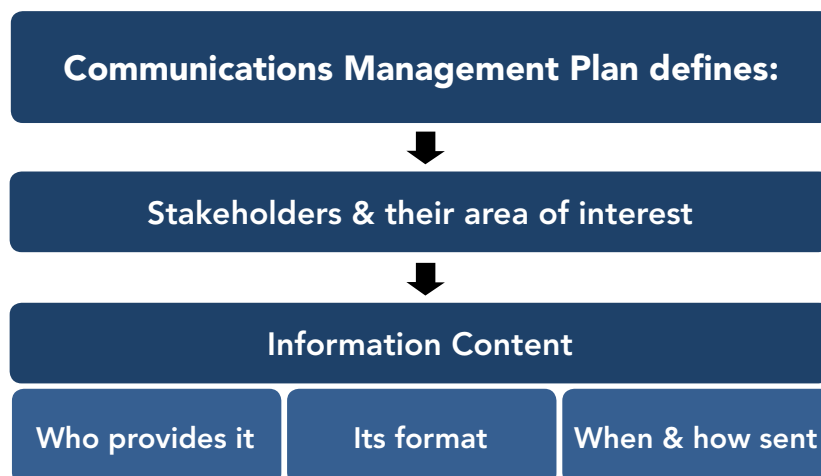 Communications Management Plan defines:
Stakeholders & their area of interest
Information Content
Who provides it
Its format
When & how sent